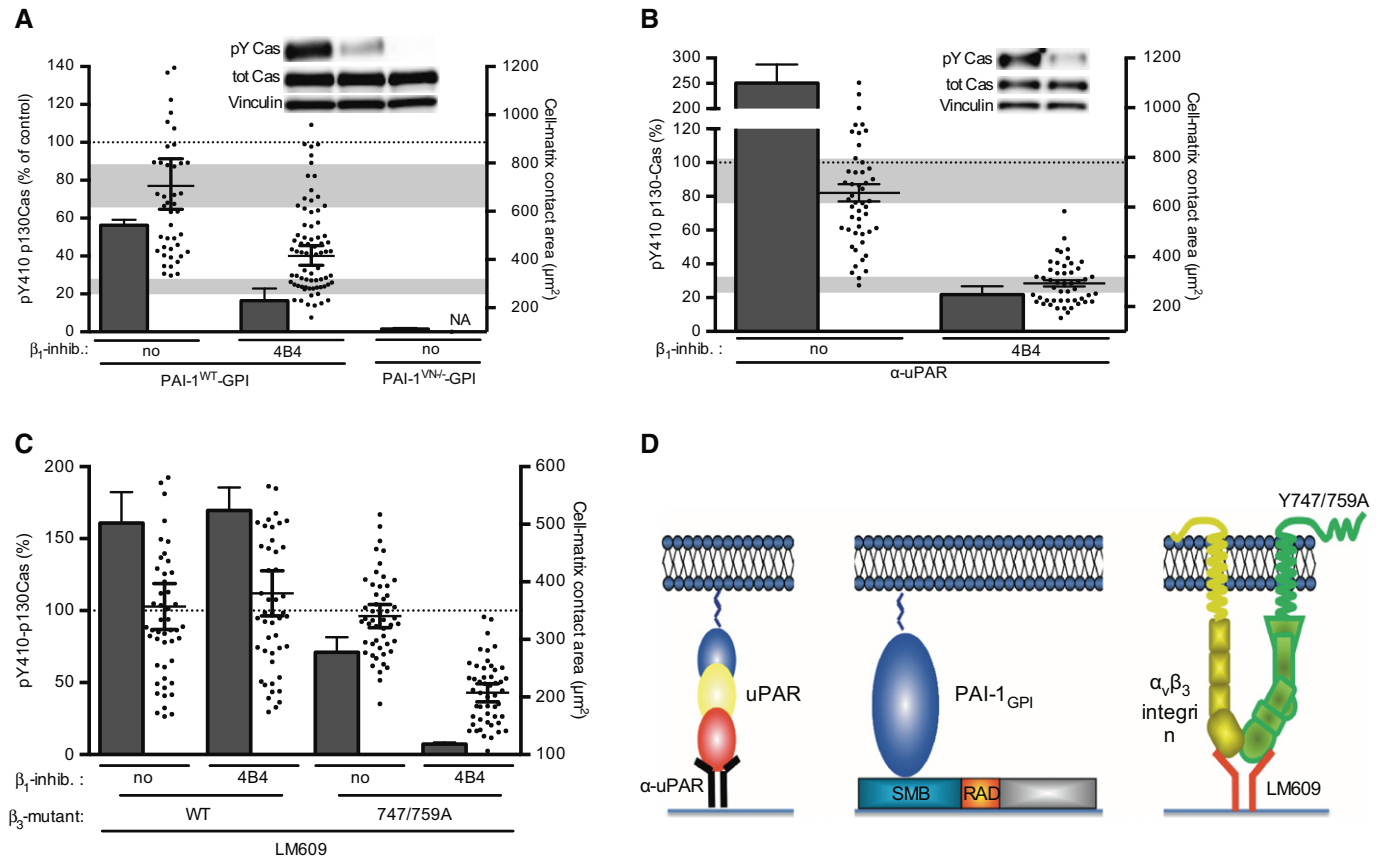 A
pY Cas
tot Cas
Vinculin
pY410 p130Cas (% of control)
140
120
100
80
60
40
20
0
1200
1000
800
600
400
200
Cell-matrix contact area (µm²)
NA
β₁-inhib.: no 4B4 no
PAI-1ᵂᵀ-GPI PAI-1ⱽᴺ⁻/⁻-GPI
B
pY Cas
tot Cas
Vinculin
pY410 p130-Cas (%)
300
250
200
120
100
80
60
40
20
0
1200
1000
800
600
400
200
Cell-matrix contact area (µm²)
β₁-inhib. : no 4B4
α-uPAR
C
pY410-p130Cas (%)
200
150
100
50
0
600
500
400
300
200
100
Cell-matrix contact area (µm²)
β₁-inhib. : no 4B4 no 4B4
β₃-mutant: WT 747/759A
LM609
D
uPAR
α-uPAR
PAI-1GPI
SMB RAD
Y747/759A
αvβ₃
integri
n
LM609